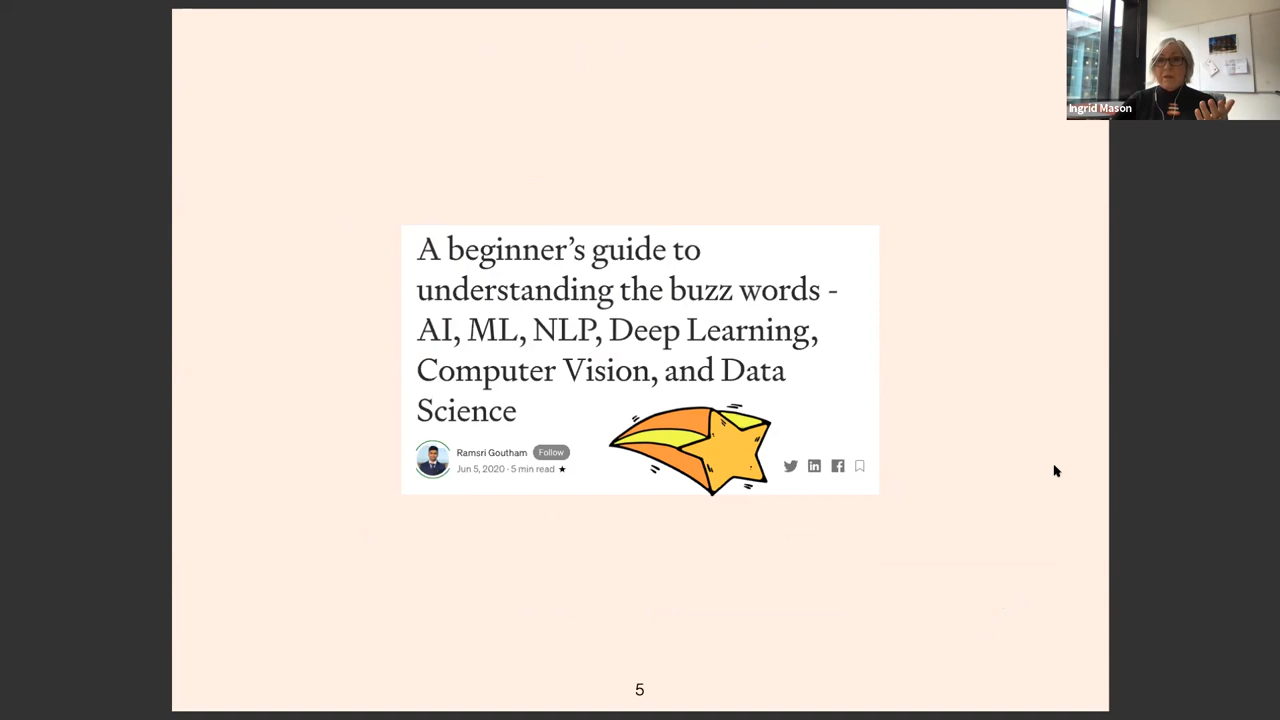 Ingrid Mason
A beginner’s guide to
understanding the buzz words -
AI, ML, NLP, Deep Learning,
Computer Vision, and Data
Science
Ramsri Goutham Follow
Jun 5, 2020 · 5 min read ★
5